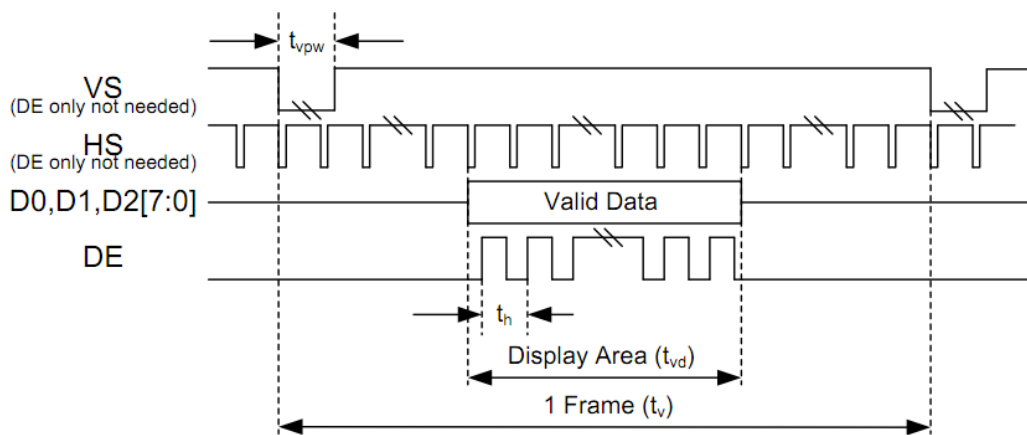 tvpw
VS
(DE only not needed)
HS
(DE only not needed)
D0,D1,D2[7:0]
Valid Data
DE
th
Display Area (tvd)
1 Frame (tv)